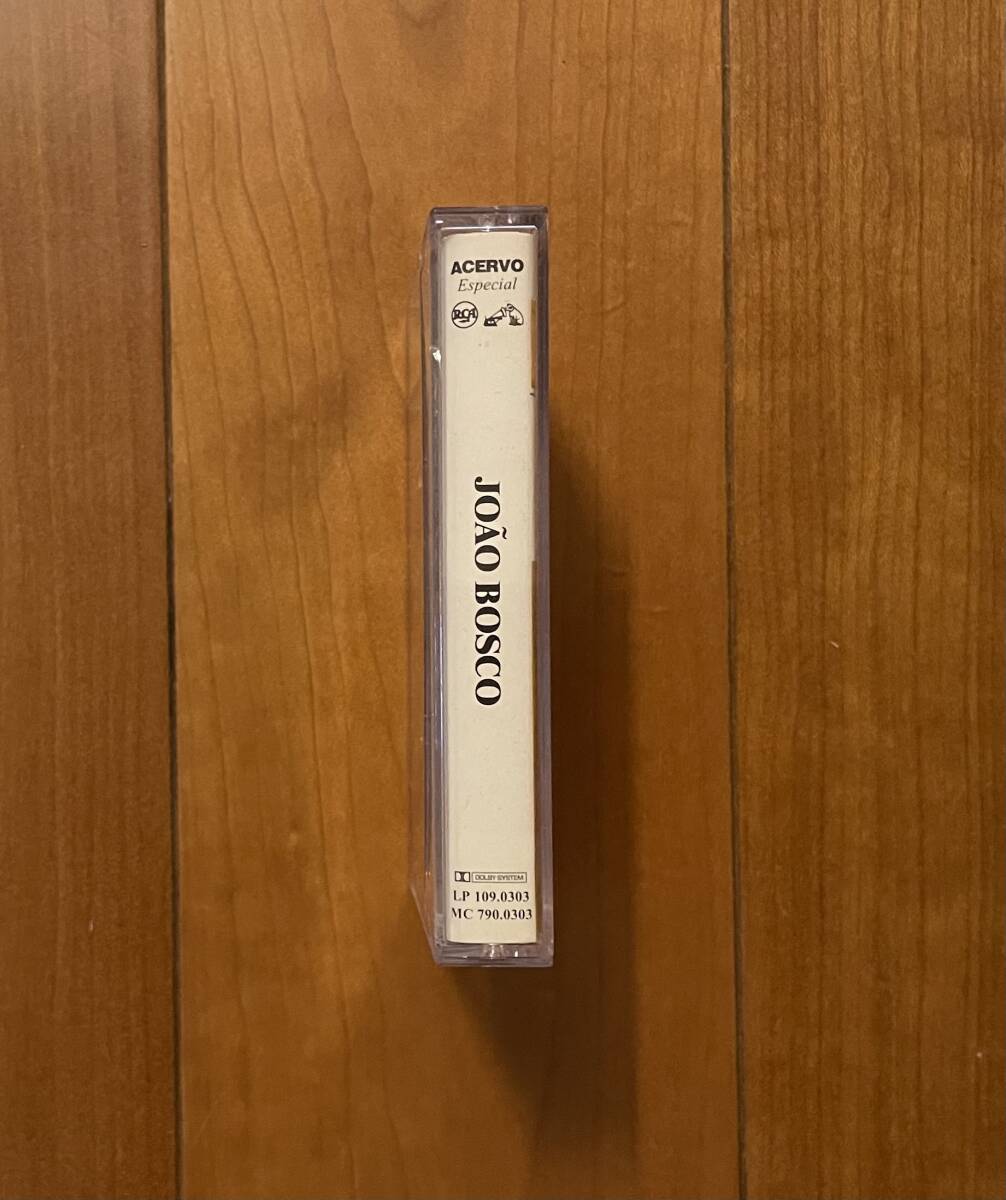 ACERVO
Especial
RCA
JOÃO BOSCO
DOLBY SYSTEM
LP 109.0303
MC 790.0303